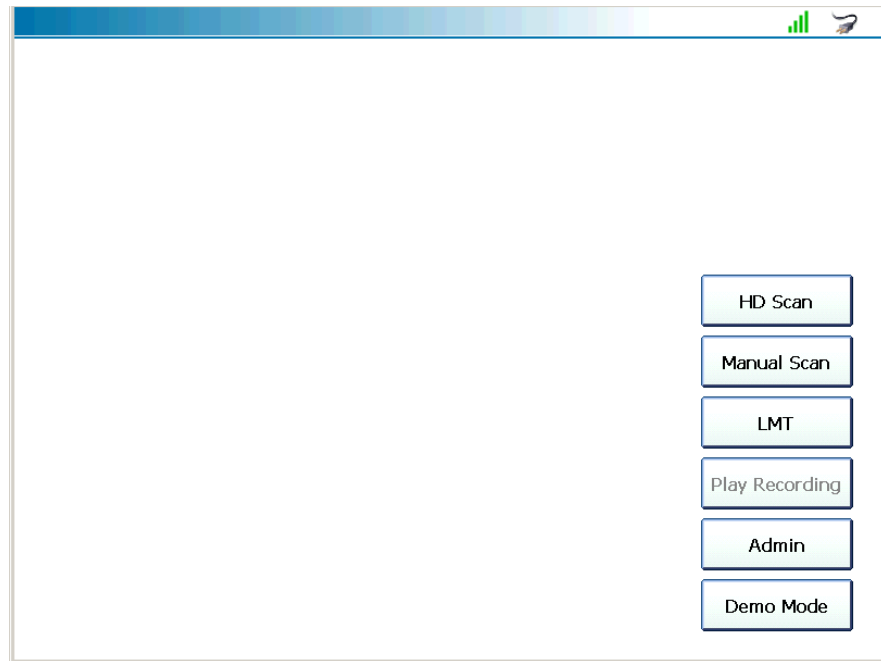 HD Scan
Manual Scan
LMT
Play Recording
Admin
Demo Mode